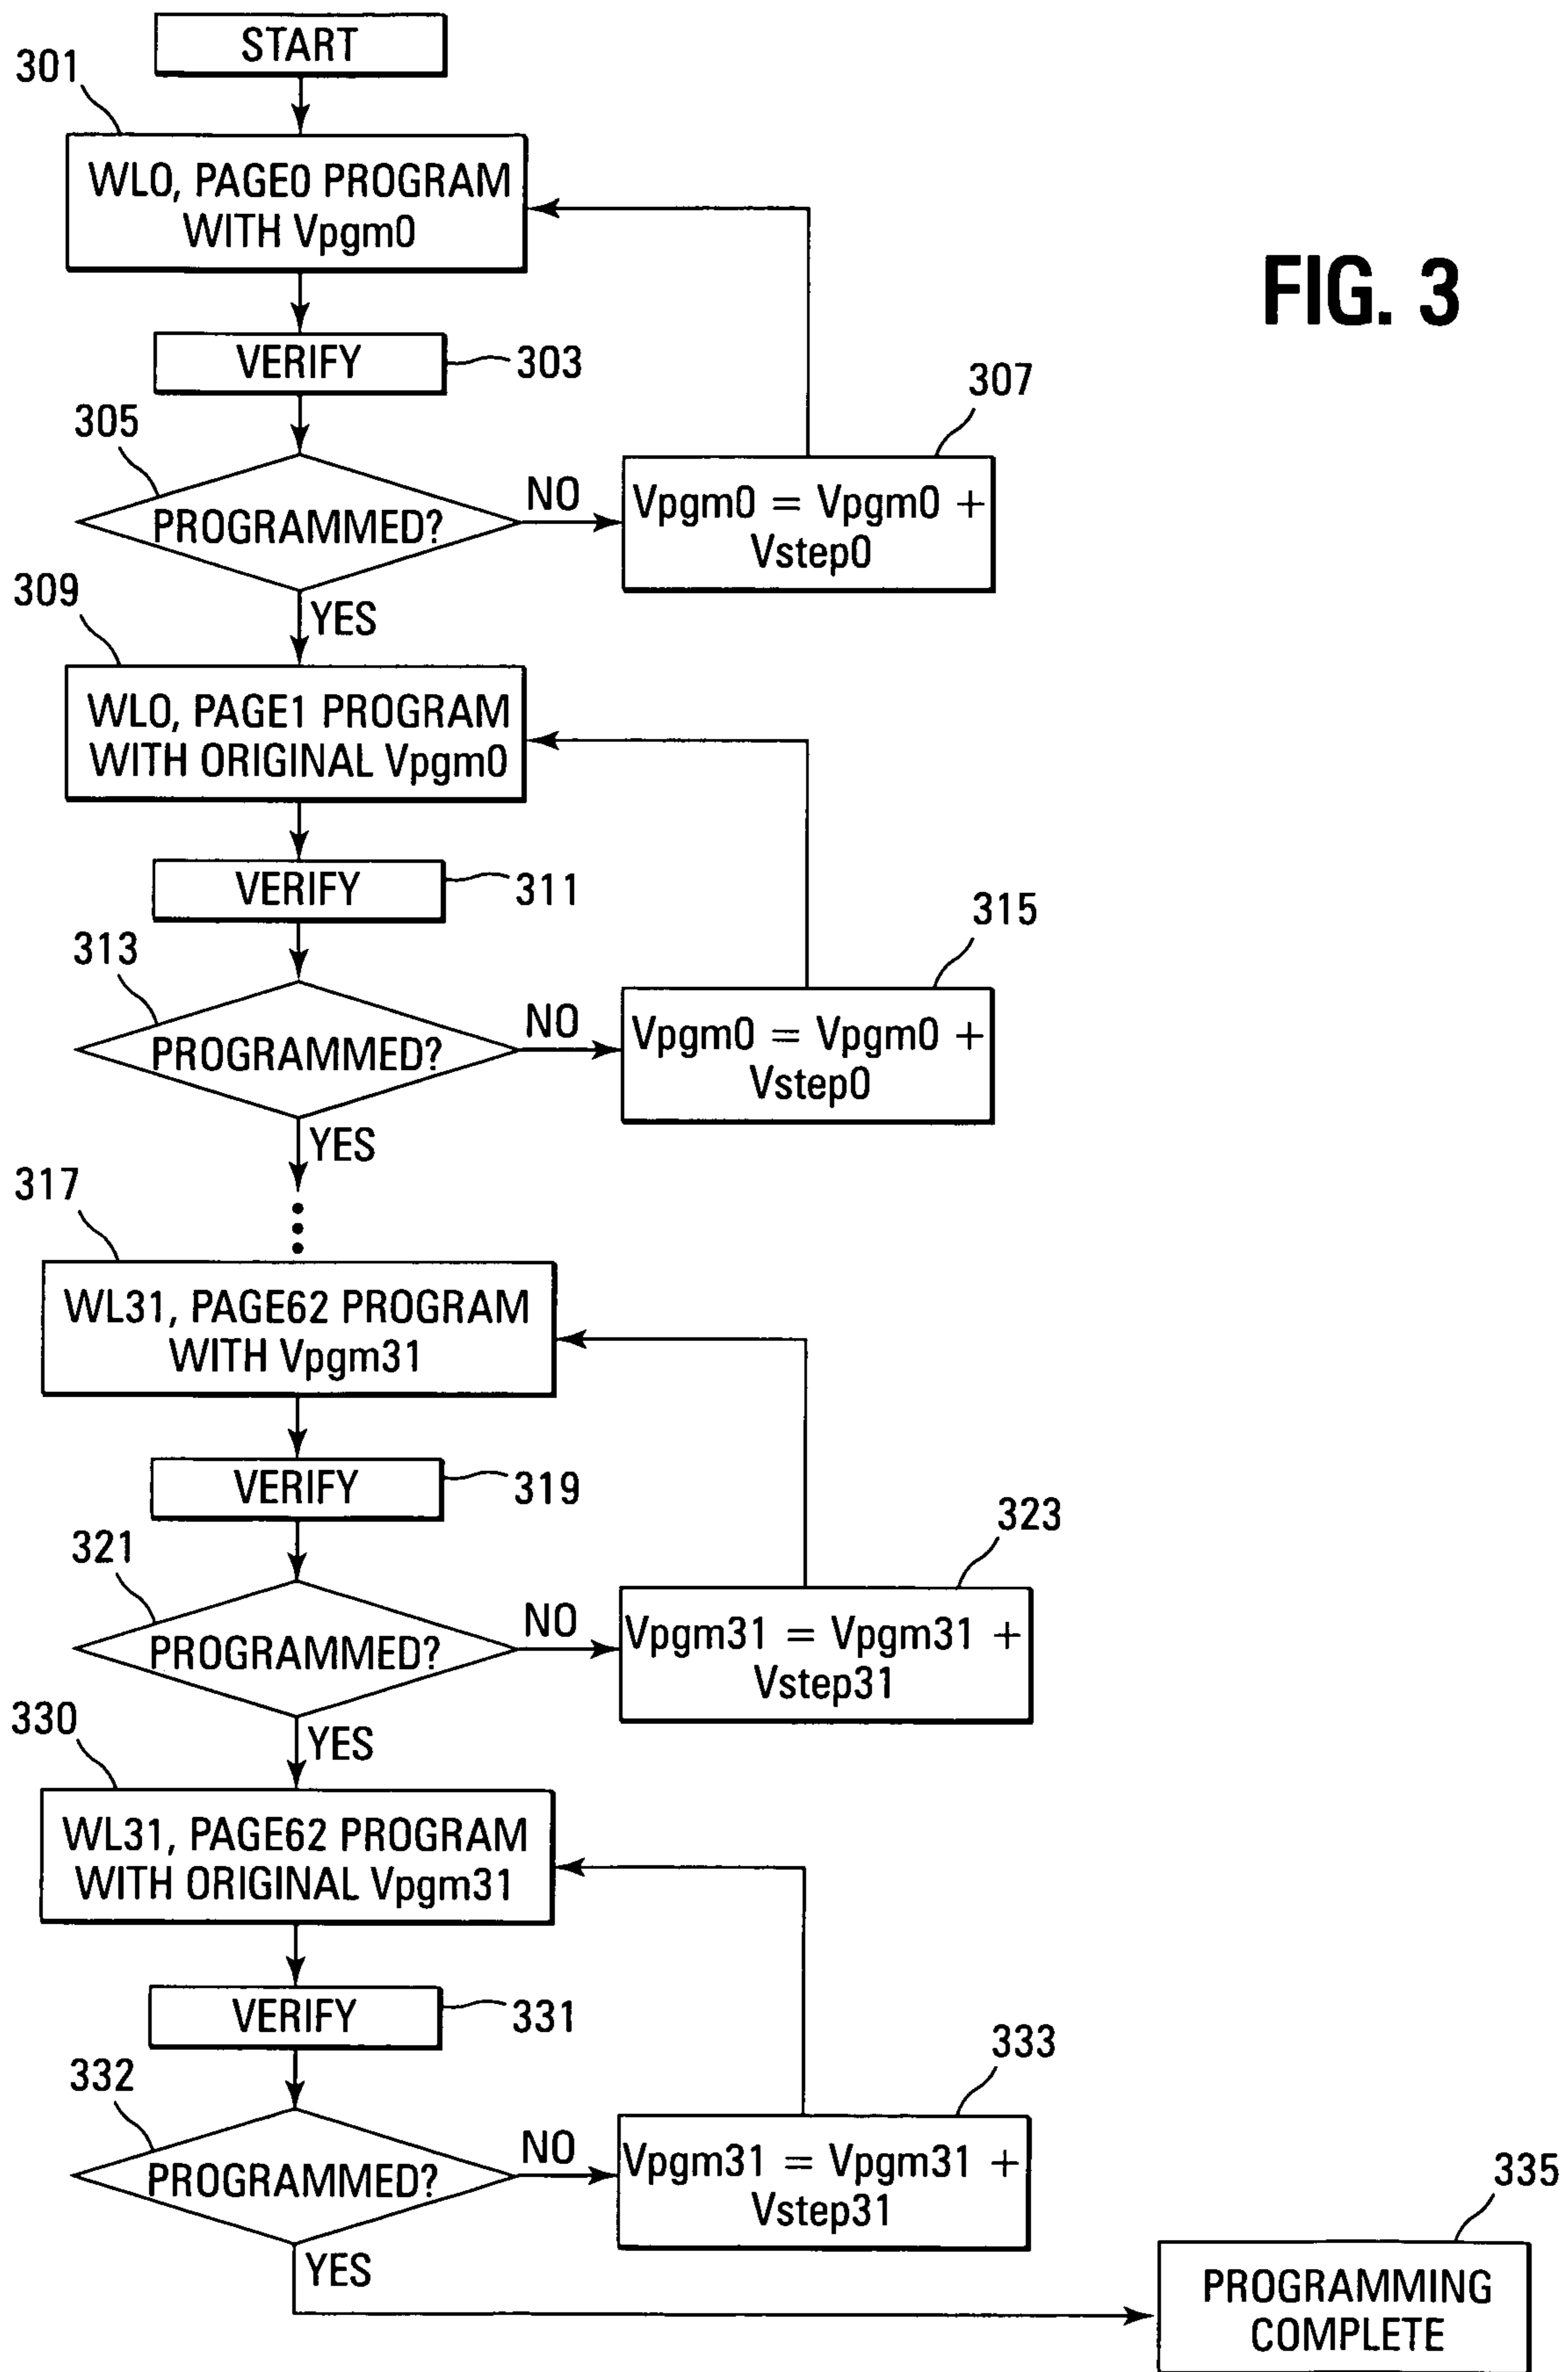 START
301
WL0, PAGE0 PROGRAM
WITH Vpgm0
FIG. 3
VERIFY
303
305
PROGRAMMED?
NO
307
Vpgm0 = Vpgm0 +
Vstep0
YES
309
WL0, PAGE1 PROGRAM
WITH ORIGINAL Vpgm0
VERIFY
311
313
PROGRAMMED?
NO
315
Vpgm0 = Vpgm0 +
Vstep0
YES
317
WL31, PAGE62 PROGRAM
WITH Vpgm31
VERIFY
319
321
PROGRAMMED?
NO
323
Vpgm31 = Vpgm31 +
Vstep31
YES
330
WL31, PAGE62 PROGRAM
WITH ORIGINAL Vpgm31
VERIFY
331
332
PROGRAMMED?
NO
333
Vpgm31 = Vpgm31 +
Vstep31
YES
335
PROGRAMMING
COMPLETE